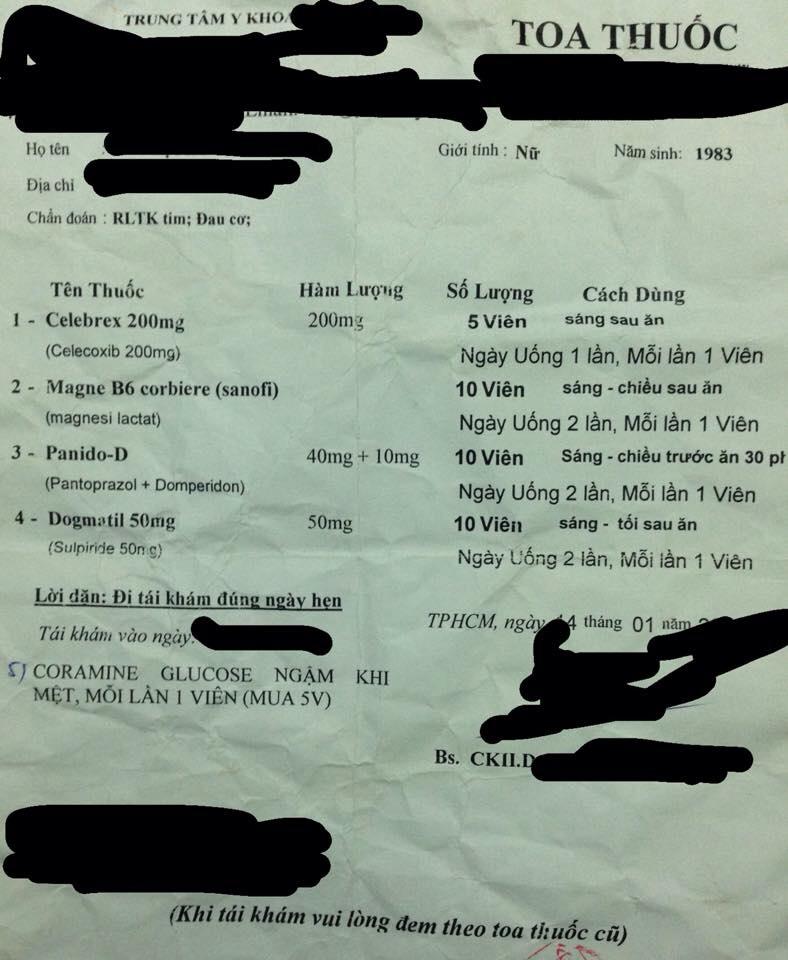 TRUNG TÂM Y KHOA
TOA THUỐC
Họ tên
Giới tính : Nữ Năm sinh: 1983
Địa chỉ
Chẩn đoán : RLTK tim; Đau cơ;
Tên Thuốc Hàm Lượng Số Lượng Cách Dùng
1 - Celebrex 200mg 200mg 5 Viên sáng sau ăn
(Celecoxib 200mg) Ngày Uống 1 lần, Mỗi lần 1 Viên
2 - Magne B6 corbiere (sanofi) 10 Viên sáng - chiều sau ăn
(magnesi lactat) Ngày Uống 2 lần, Mỗi lần 1 Viên
3 - Panido-D 40mg + 10mg 10 Viên Sáng - chiều trước ăn 30 ph
(Pantoprazol + Domperidon) Ngày Uống 2 lần, Mỗi lần 1 Viên
4 - Dogmatil 50mg 50mg 10 Viên sáng - tối sau ăn
(Sulpiride 50mg) Ngày Uống 2 lần, Mỗi lần 1 Viên
Lời dặn: Đi tái khám đúng ngày hẹn
TPHCM, ngày 4 tháng 01 năm
Tái khám vào ngày:
5) CORAMINE GLUCOSE NGẬM KHI
MỆT, MỖI LẦN 1 VIÊN (MUA 5V)
Bs. CKII.
(Khi tái khám vui lòng đem theo toa thuốc cũ)